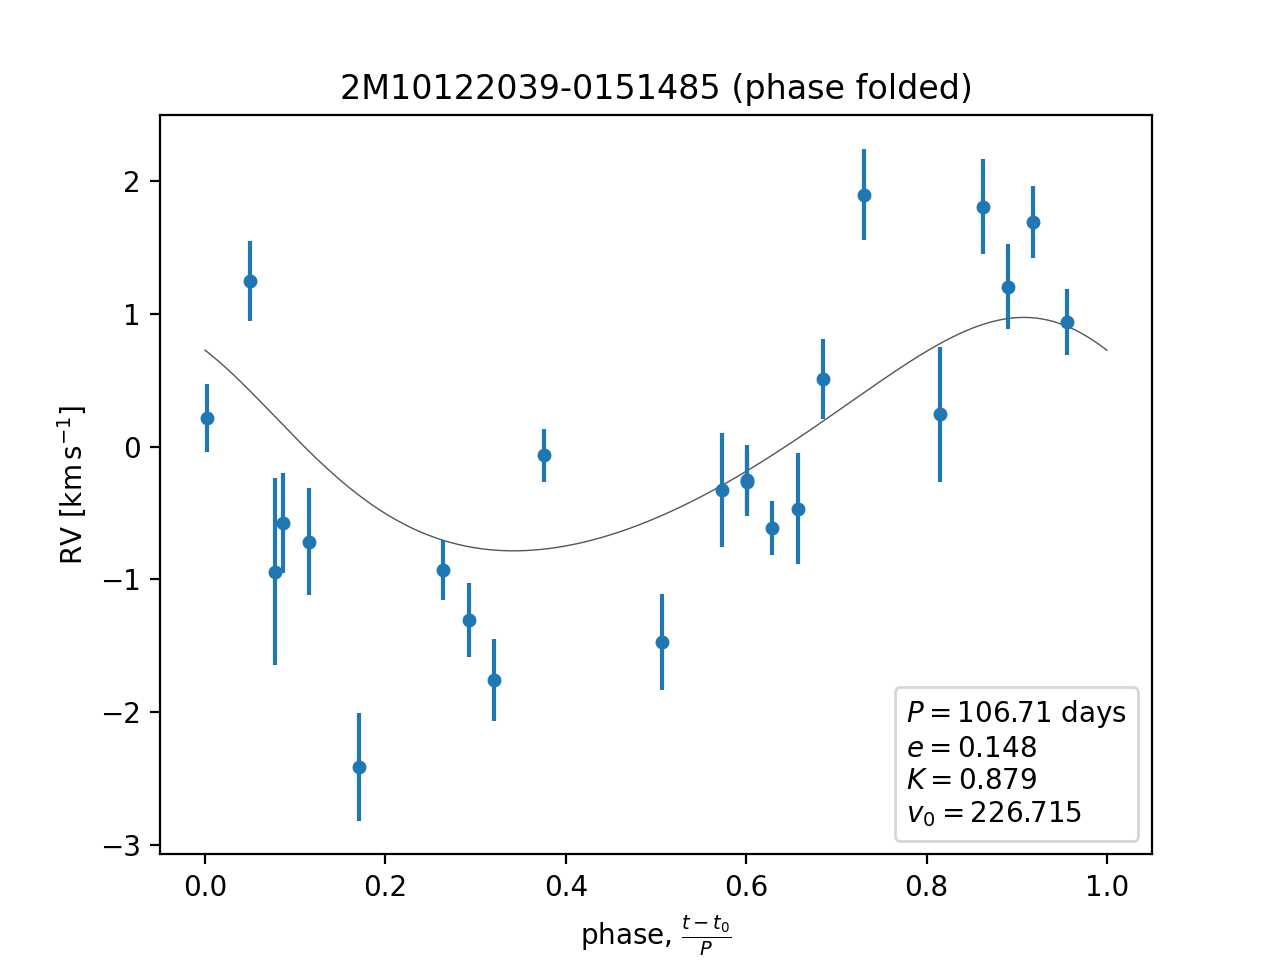 2M10122039-0151485 (phase folded)
RV [km s⁻¹]
2
1
0
−1
−2
−3
P = 106.71 days
e = 0.148
K = 0.879
v₀ = 226.715
0.0 0.2 0.4 0.6 0.8 1.0
phase, (t − t₀)/P